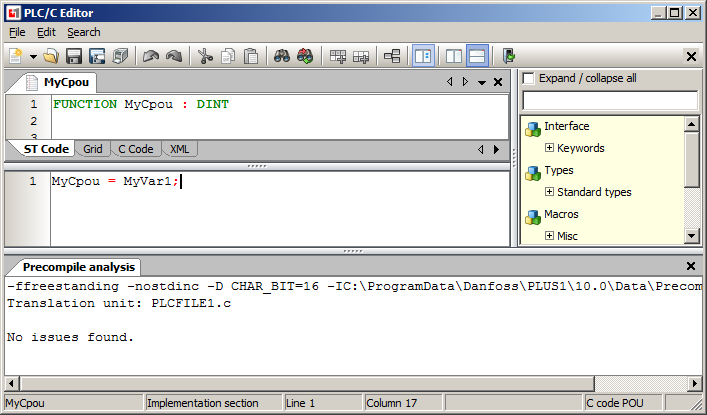 PLC/C Editor
File Edit Search
MyCpou
1 FUNCTION MyCpou : DINT
2
3
ST Code Grid C Code XML
1 MyCpou = MyVar1;
Expand / collapse all
Interface
Keywords
Types
Standard types
Macros
Misc
Precompile analysis
-ffreestanding -nostdinc -D CHAR_BIT=16 -IC:\ProgramData\Danfoss\PLUS1\10.0\Data\Precom
Translation unit: PLCFILE1.c
No issues found.
MyCpou Implementation section Line 1 Column 17 C code POU